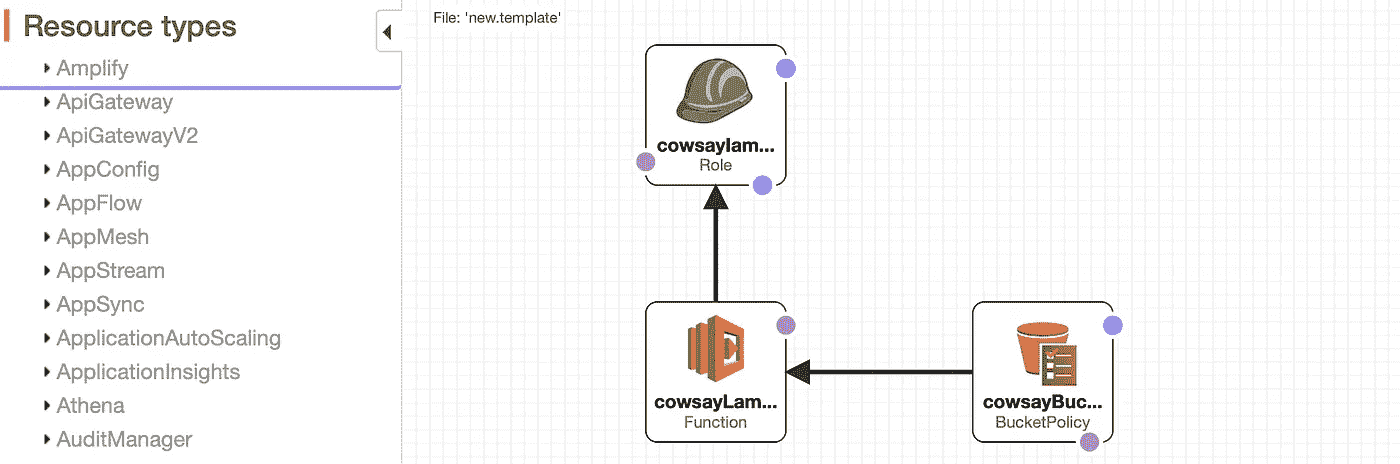 Resource types
Amplify
ApiGateway
ApiGatewayV2
AppConfig
AppFlow
AppMesh
AppStream
AppSync
ApplicationAutoScaling
ApplicationInsights
Athena
AuditManager
File: 'new.template'
cowsayIam...
Role
cowsayLam...
Function
cowsayBuc...
BucketPolicy